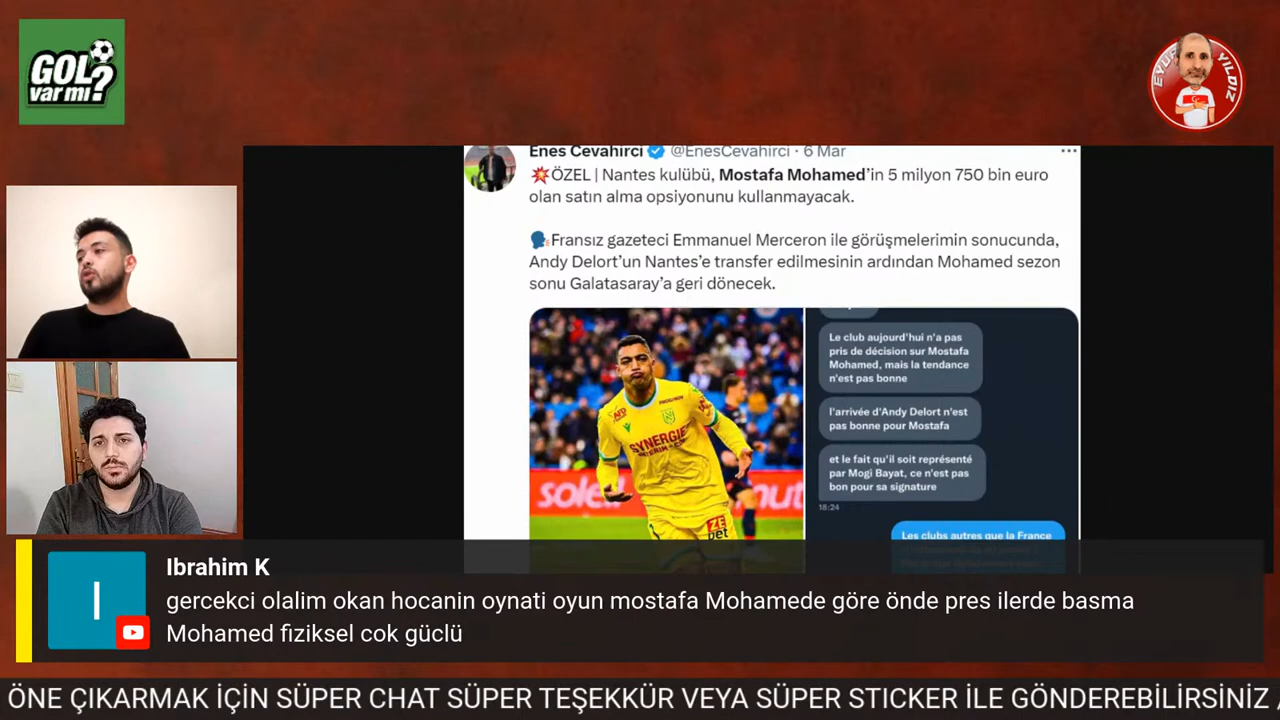 GOL
var mı?
EYÜP YILDIZ
Enes Cevahirci @EnesCevahirci · 6 Mar
💥ÖZEL | Nantes kulübü, Mostafa Mohamed'in 5 milyon 750 bin euro
olan satın alma opsiyonunu kullanmayacak.
🗣Fransız gazeteci Emmanuel Merceron ile görüşmelerimin sonucunda,
Andy Delort'un Nantes'e transfer edilmesinin ardından Mohamed sezon
sonu Galatasaray'a geri dönecek.
Le club aujourd'hui n'a pas
pris de décision sur Mostafa
Mohamed, mais la tendance
n'est pas bonne
l'arrivée d'Andy Delort n'est
pas bonne pour Mostafa
et le fait qu'il soit représenté
par Mogi Bayat, ce n'est pas
bon pour sa signature
18:24
Les clubs autres que la France
SYNERGIE
soleil
ZE
bet
I
Ibrahim K
gercekci olalim okan hocanin oynati oyun mostafa Mohamede göre önde pres ilerde basma
Mohamed fiziksel cok güclü
ÖNE ÇIKARMAK İÇİN SÜPER CHAT SÜPER TEŞEKKÜR VEYA SÜPER STICKER İLE GÖNDEREBİLİRSİNİZ